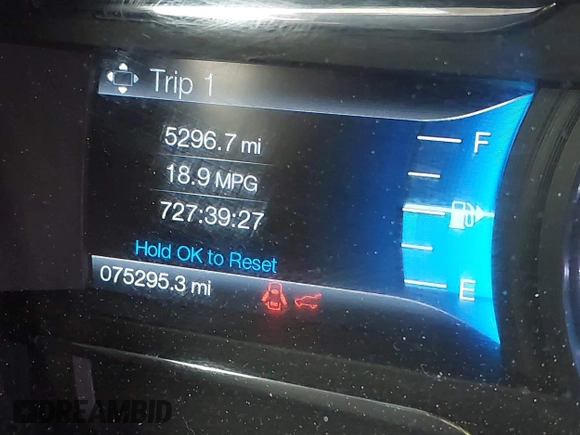 Trip 1
5296.7 mi
18.9 MPG
727:39:27
Hold OK to Reset
075295.3 mi
F
E
DREAMBID